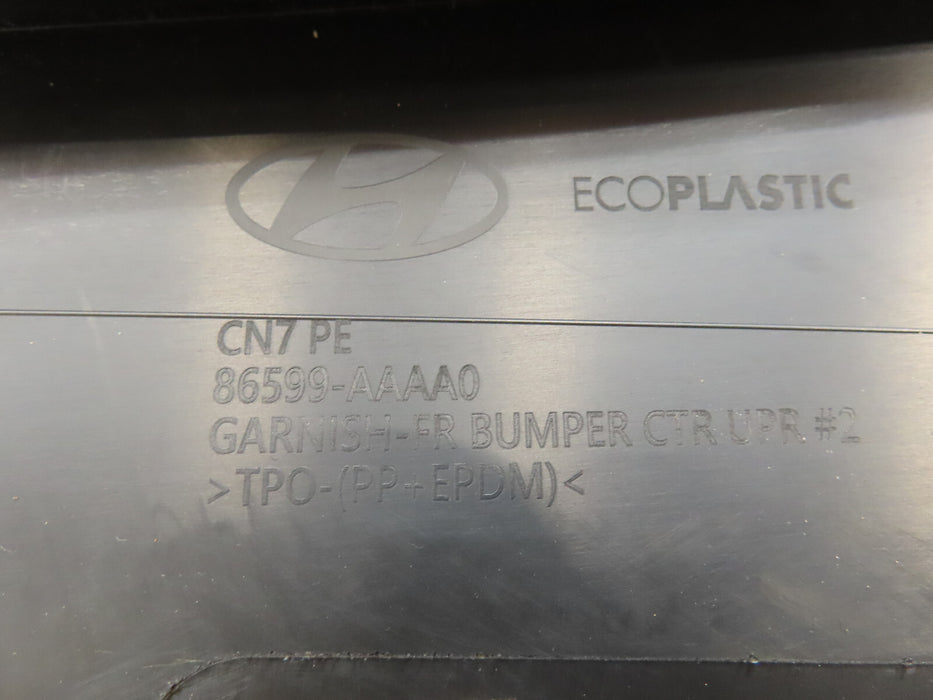 ECOPLASTIC
CN7 PE
86599-AAAA0
GARNISH-FR BUMPER CTR UPR #2
>TPO-(PP+EPDM)<